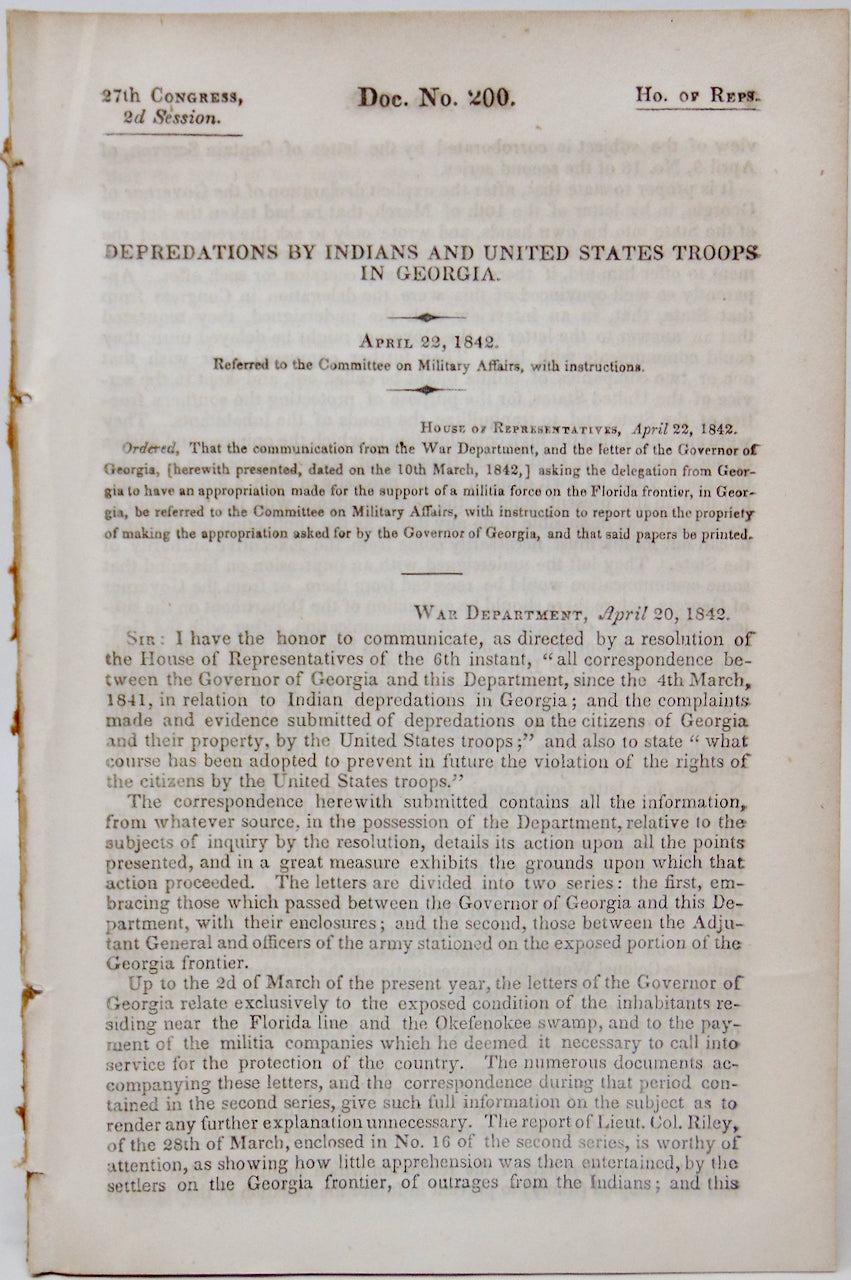 27th Congress,
2d Session.
Doc. No. 200.
Ho. of Reps.
DEPREDATIONS BY INDIANS AND UNITED STATES TROOPS
IN GEORGIA.
April 22, 1842.
Referred to the Committee on Military Affairs, with instructions.
House of Representatives, April 22, 1842.
Ordered, That the communication from the War Department, and the letter of the Governor of
Georgia, [herewith presented, dated on the 10th March, 1842,] asking the delegation from Geor-
gia to have an appropriation made for the support of a militia force on the Florida frontier, in Geor-
gia, be referred to the Committee on Military Affairs, with instruction to report upon the propriety
of making the appropriation asked for by the Governor of Georgia, and that said papers be printed.
War Department, April 20, 1842.
Sir: I have the honor to communicate, as directed by a resolution of
the House of Representatives of the 6th instant, “all correspondence be-
tween the Governor of Georgia and this Department, since the 4th March,
1841, in relation to Indian depredations in Georgia; and the complaints
made and evidence submitted of depredations on the citizens of Georgia
and their property, by the United States troops;” and also to state “what
course has been adopted to prevent in future the violation of the rights of
the citizens by the United States troops.”
The correspondence herewith submitted contains all the information,
from whatever source, in the possession of the Department, relative to the
subjects of inquiry by the resolution, details its action upon all the points
presented, and in a great measure exhibits the grounds upon which that
action proceeded. The letters are divided into two series: the first, em-
bracing those which passed between the Governor of Georgia and this De-
partment, with their enclosures; and the second, those between the Adju-
tant General and officers of the army stationed on the exposed portion of the
Georgia frontier.
Up to the 2d of March of the present year, the letters of the Governor of
Georgia relate exclusively to the exposed condition of the inhabitants re-
siding near the Florida line and the Okefenokee swamp, and to the pay-
ment of the militia companies which he deemed it necessary to call into
service for the protection of the country. The numerous documents ac-
companying these letters, and the correspondence during that period con-
tained in the second series, give such full information on the subject as to
render any further explanation unnecessary. The report of Lieut. Col. Riley,
of the 28th of March, enclosed in No. 16 of the second series, is worthy of
attention, as showing how little apprehension was then entertained, by the
settlers on the Georgia frontier, of outrages from the Indians; and this